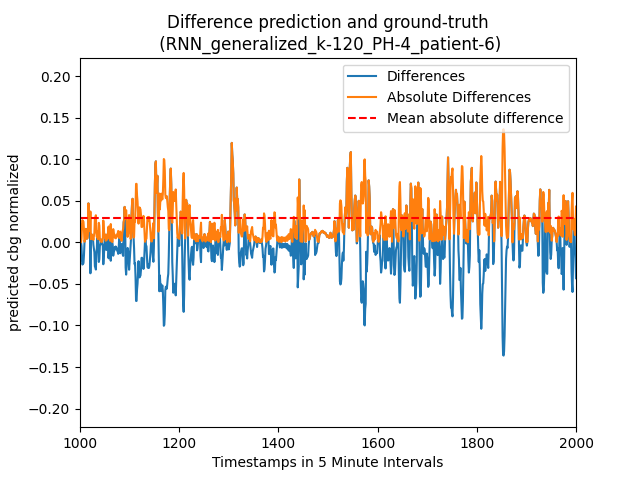 Difference prediction and ground-truth
(RNN_generalized_k-120_PH-4_patient-6)
Differences
Absolute Differences
Mean absolute difference
predicted cbg normalized
0.20
0.15
0.10
0.05
0.00
−0.05
−0.10
−0.15
−0.20
1000 1200 1400 1600 1800 2000
Timestamps in 5 Minute Intervals